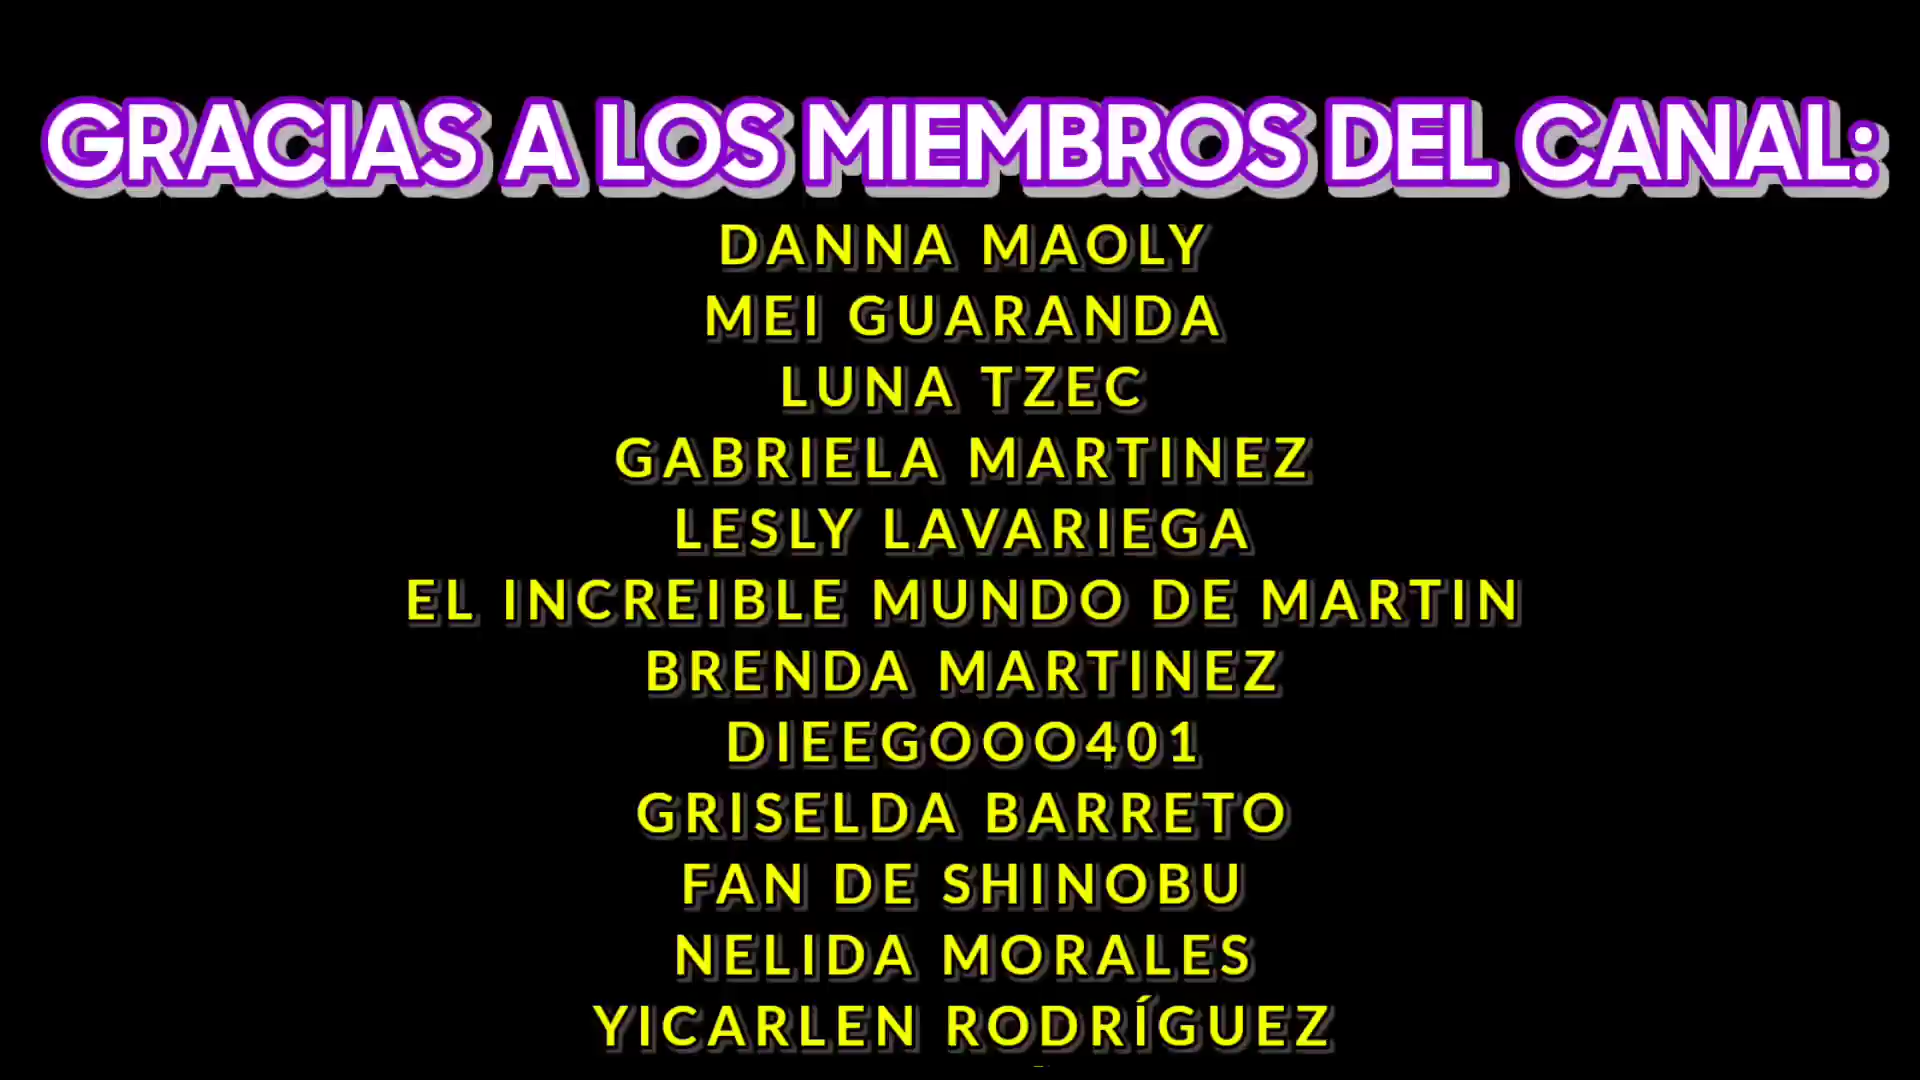 GRACIAS A LOS MIEMBROS DEL CANAL:
DANNA MAOLY
MEI GUARANDA
LUNA TZEC
GABRIELA MARTINEZ
LESLY LAVARIEGA
EL INCREIBLE MUNDO DE MARTIN
BRENDA MARTINEZ
DIEEGOOO401
GRISELDA BARRETO
FAN DE SHINOBU
NELIDA MORALES
YICARLEN RODRÍGUEZ